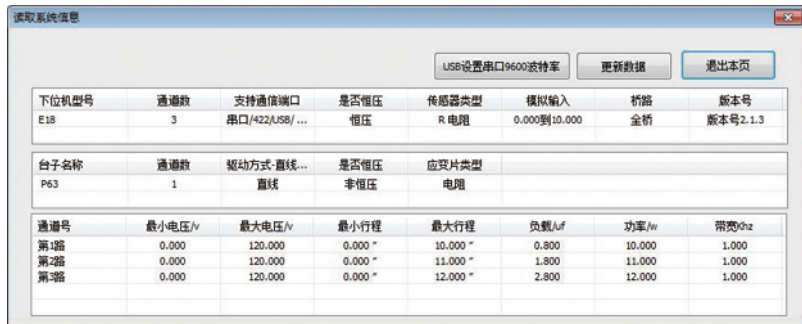 读取系统信息
USB设置串口9600波特率 更新数据 退出本页
下位机型号 通道数 支持通信端口 是否恒压 传感器类型 模拟输入 桥路 版本号
E18 3 串口/422/USB/... 恒压 R电阻 0.000到10.000 全桥 版本号2.1.3
台子名称 通道数 驱动方式-直线... 是否恒压 应变片类型
P63 1 直线 非恒压 电阻
通道号 最小电压/v 最大电压/v 最小行程 最大行程 负载/uf 功率/w 带宽Khz
第1路 0.000 120.000 0.000 " 10.000 " 0.800 10.000 1.000
第2路 0.000 120.000 0.000 " 11.000 " 1.800 11.000 1.000
第3路 0.000 120.000 0.000 " 12.000 " 2.800 12.000 1.000